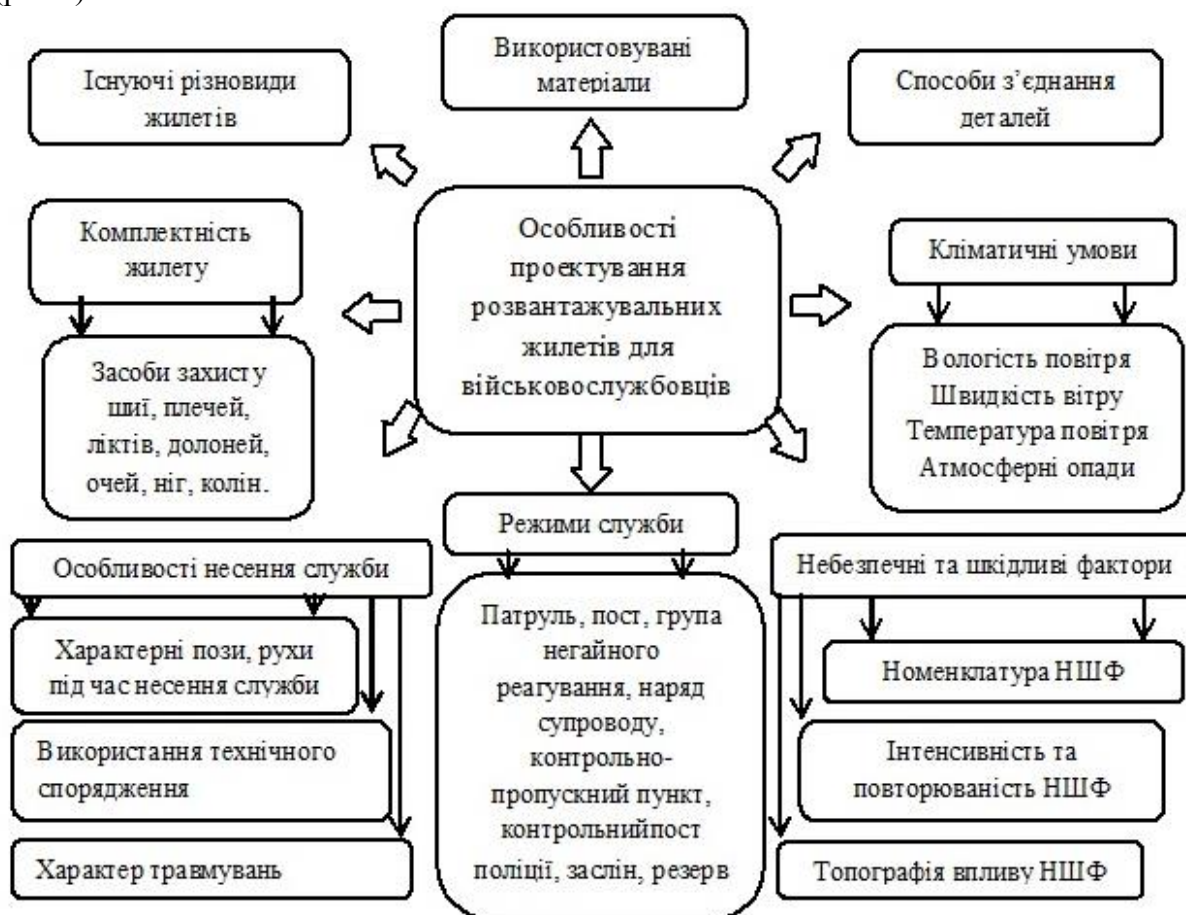 Існуючі різновиди
жилетів
Використовувані
матеріали
Способи з’єднання
деталей
Комплектність
жилету
Особливості
проектування
розвантажувальних
жилетів для
військовослужбовців
Кліматичні умови
Засоби захисту
шиї, плечей,
ліктів, долоней,
очей, ніг, колін.
Вологість повітря
Швидкість вітру
Температура повітря
Атмосферні опади
Режими служби
Особливості несення служби
Небезпечні та шкідливі фактори
Характерні пози, рухи
під час несення служби
Використання технічного
спорядження
Характер травмувань
Патруль, пост, група
негайного
реагування, наряд
супроводу,
контрольно-
пропускний пункт,
контрольнийпост
поліції, заслін, резерв
Номенклатура НШФ
Інтенсивність та
повторюваність НШФ
Топографія впливу НШФ